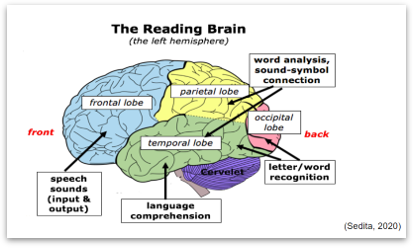 The Reading Brain
(the left hemisphere)
word analysis,
sound-symbol
connection
parietal lobe
frontal lobe
occipital
lobe
front
back
temporal lobe
Cervelet
letter/word
recognition
speech
sounds
(input &
output)
language
comprehension
(Sedita, 2020)